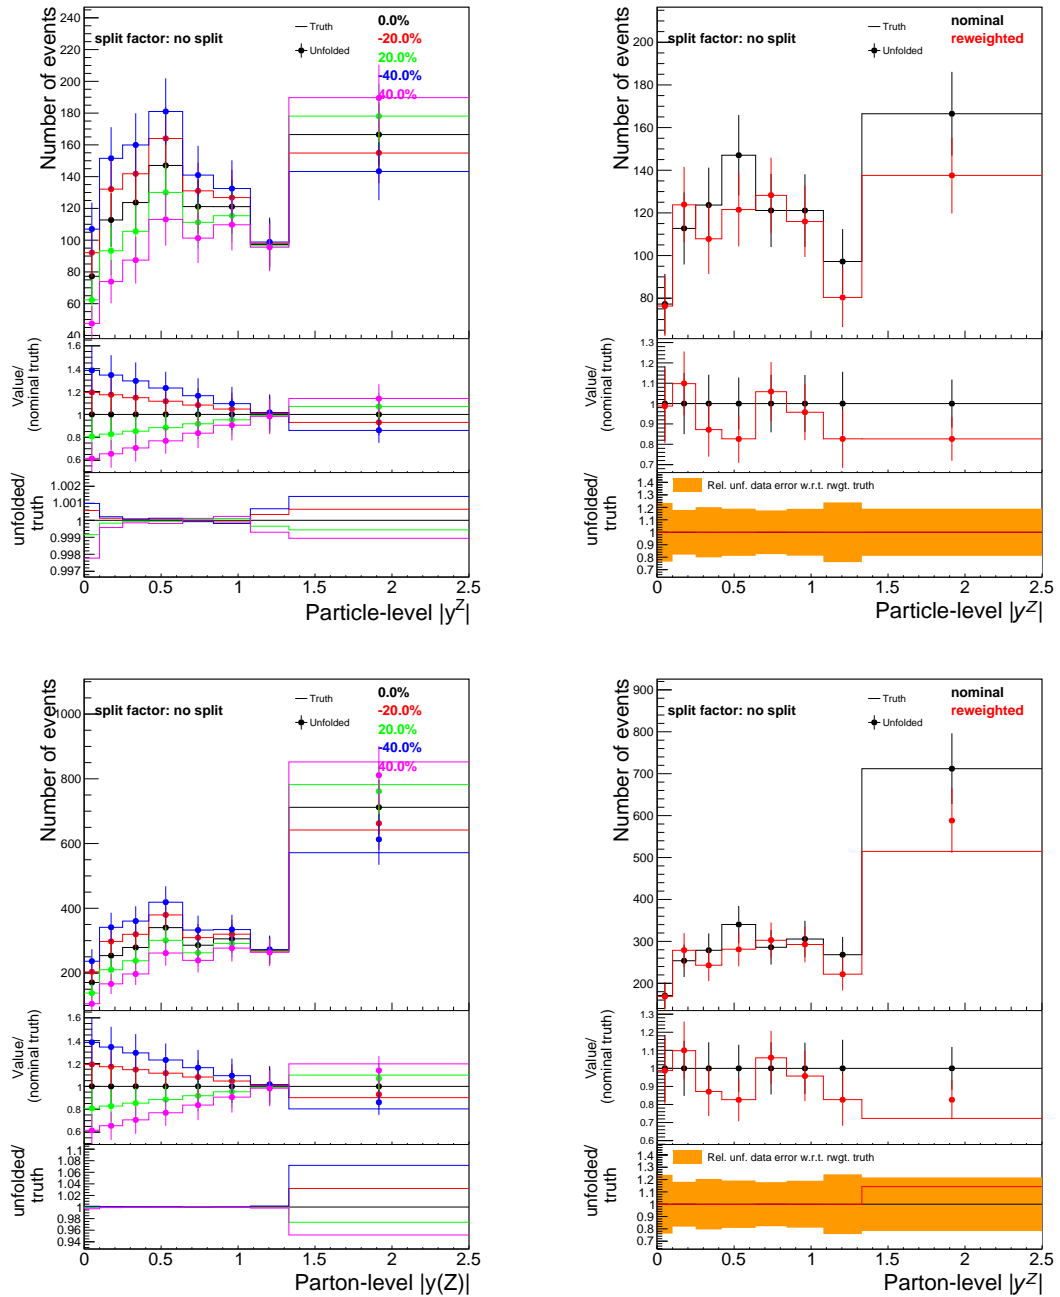 Number of events
240
220
200
180
160
140
120
100
80
60
40
split factor: no split
Truth
Unfolded
0.0%
-20.0%
20.0%
-40.0%
40.0%
Value/
(nominal truth)
1.6
1.4
1.2
1
0.8
0.6
unfolded/
truth
1.002
1.001
1
0.999
0.998
0.997
0 0.5 1 1.5 2 2.5
Particle-level |y^Z|
Number of events
240
220
200
180
160
140
120
100
80
split factor: no split
Truth
Unfolded
nominal
reweighted
Value/
(nominal truth)
1.3
1.2
1.1
1
0.9
0.8
0.7
unfolded/
truth
1.4
1.3
1.2
1.1
1
0.9
0.8
0.7
Rel. unf. data error w.r.t. rwgt. truth
0 0.5 1 1.5 2 2.5
Particle-level |y^Z|
Number of events
1000
800
600
400
200
split factor: no split
Truth
Unfolded
0.0%
-20.0%
20.0%
-40.0%
40.0%
Value/
(nominal truth)
1.6
1.4
1.2
1
0.8
0.6
unfolded/
truth
1.1
1.08
1.06
1.04
1.02
1
0.98
0.96
0.94
0 0.5 1 1.5 2 2.5
Parton-level |y(Z)|
Number of events
900
800
700
600
500
400
300
200
split factor: no split
Truth
Unfolded
nominal
reweighted
Value/
(nominal truth)
1.3
1.2
1.1
1
0.9
0.8
0.7
0.6
unfolded/
truth
1.4
1.3
1.2
1.1
1
0.9
0.8
0.7
Rel. unf. data error w.r.t. rwgt. truth
0 0.5 1 1.5 2 2.5
Parton-level |y^Z|